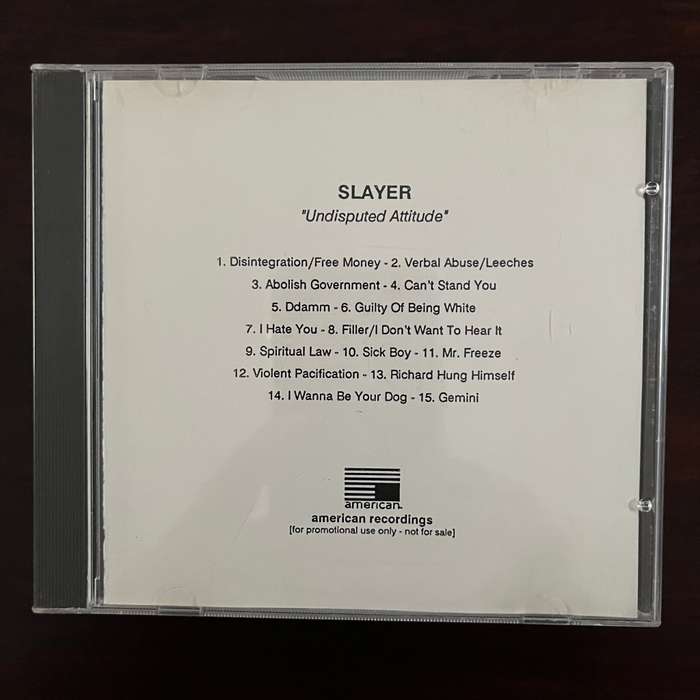 SLAYER
"Undisputed Attitude"
1. Disintegration/Free Money - 2. Verbal Abuse/Leeches
3. Abolish Government - 4. Can't Stand You
5. Ddamm - 6. Guilty Of Being White
7. I Hate You - 8. Filler/I Don't Want To Hear It
9. Spiritual Law - 10. Sick Boy - 11. Mr. Freeze
12. Violent Pacification - 13. Richard Hung Himself
14. I Wanna Be Your Dog - 15. Gemini
american
american recordings
[for promotional use only - not for sale]